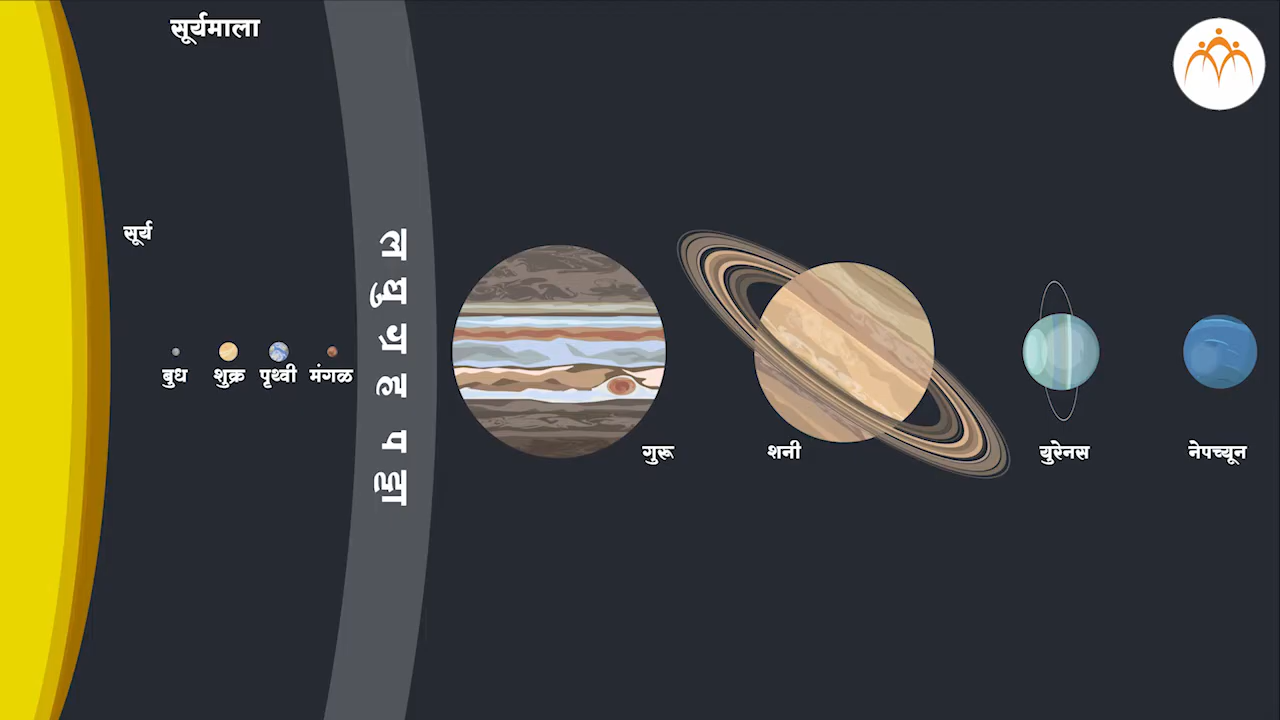 सूर्यमाला
सूर्य
बुध
शुक्र
पृथ्वी
मंगळ
लघुग्रह पट्टा
गुरू
शनी
युरेनस
नेपच्यून